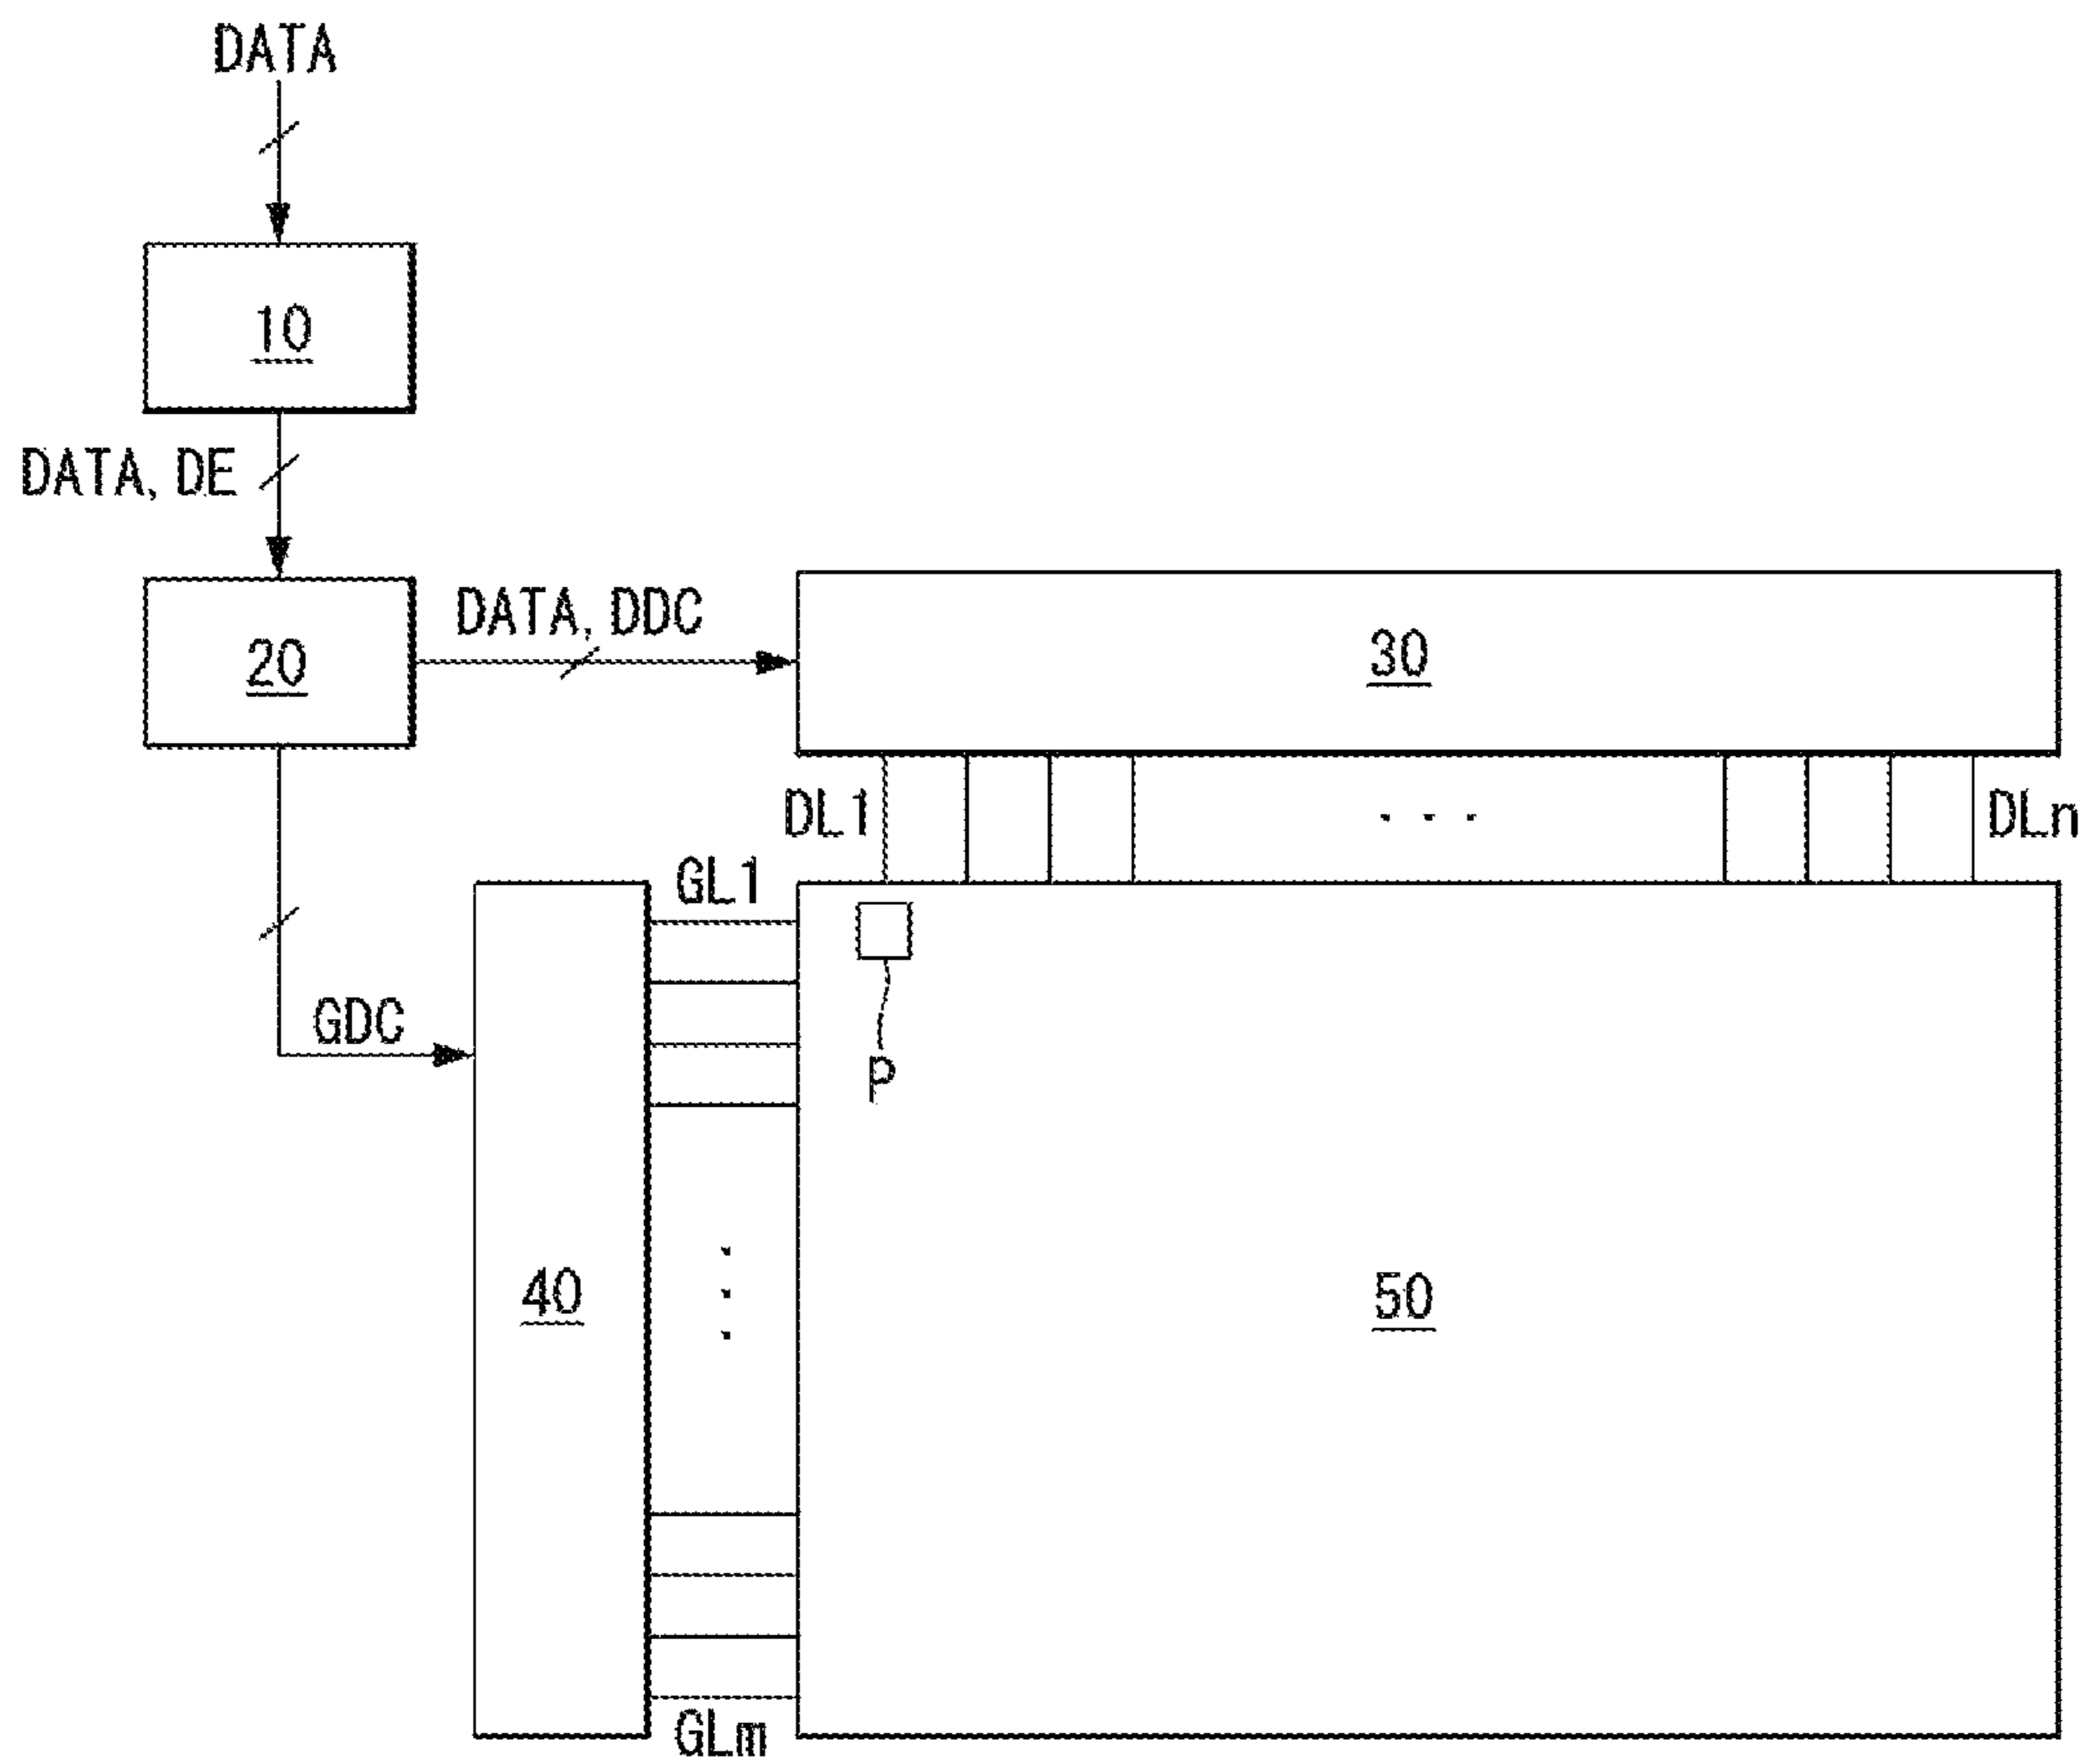 DATA
10
DATA, DE
20
DATA, DDC
30
DL1
. . .
DLn
GL1
P
GDC
40
50
GLm